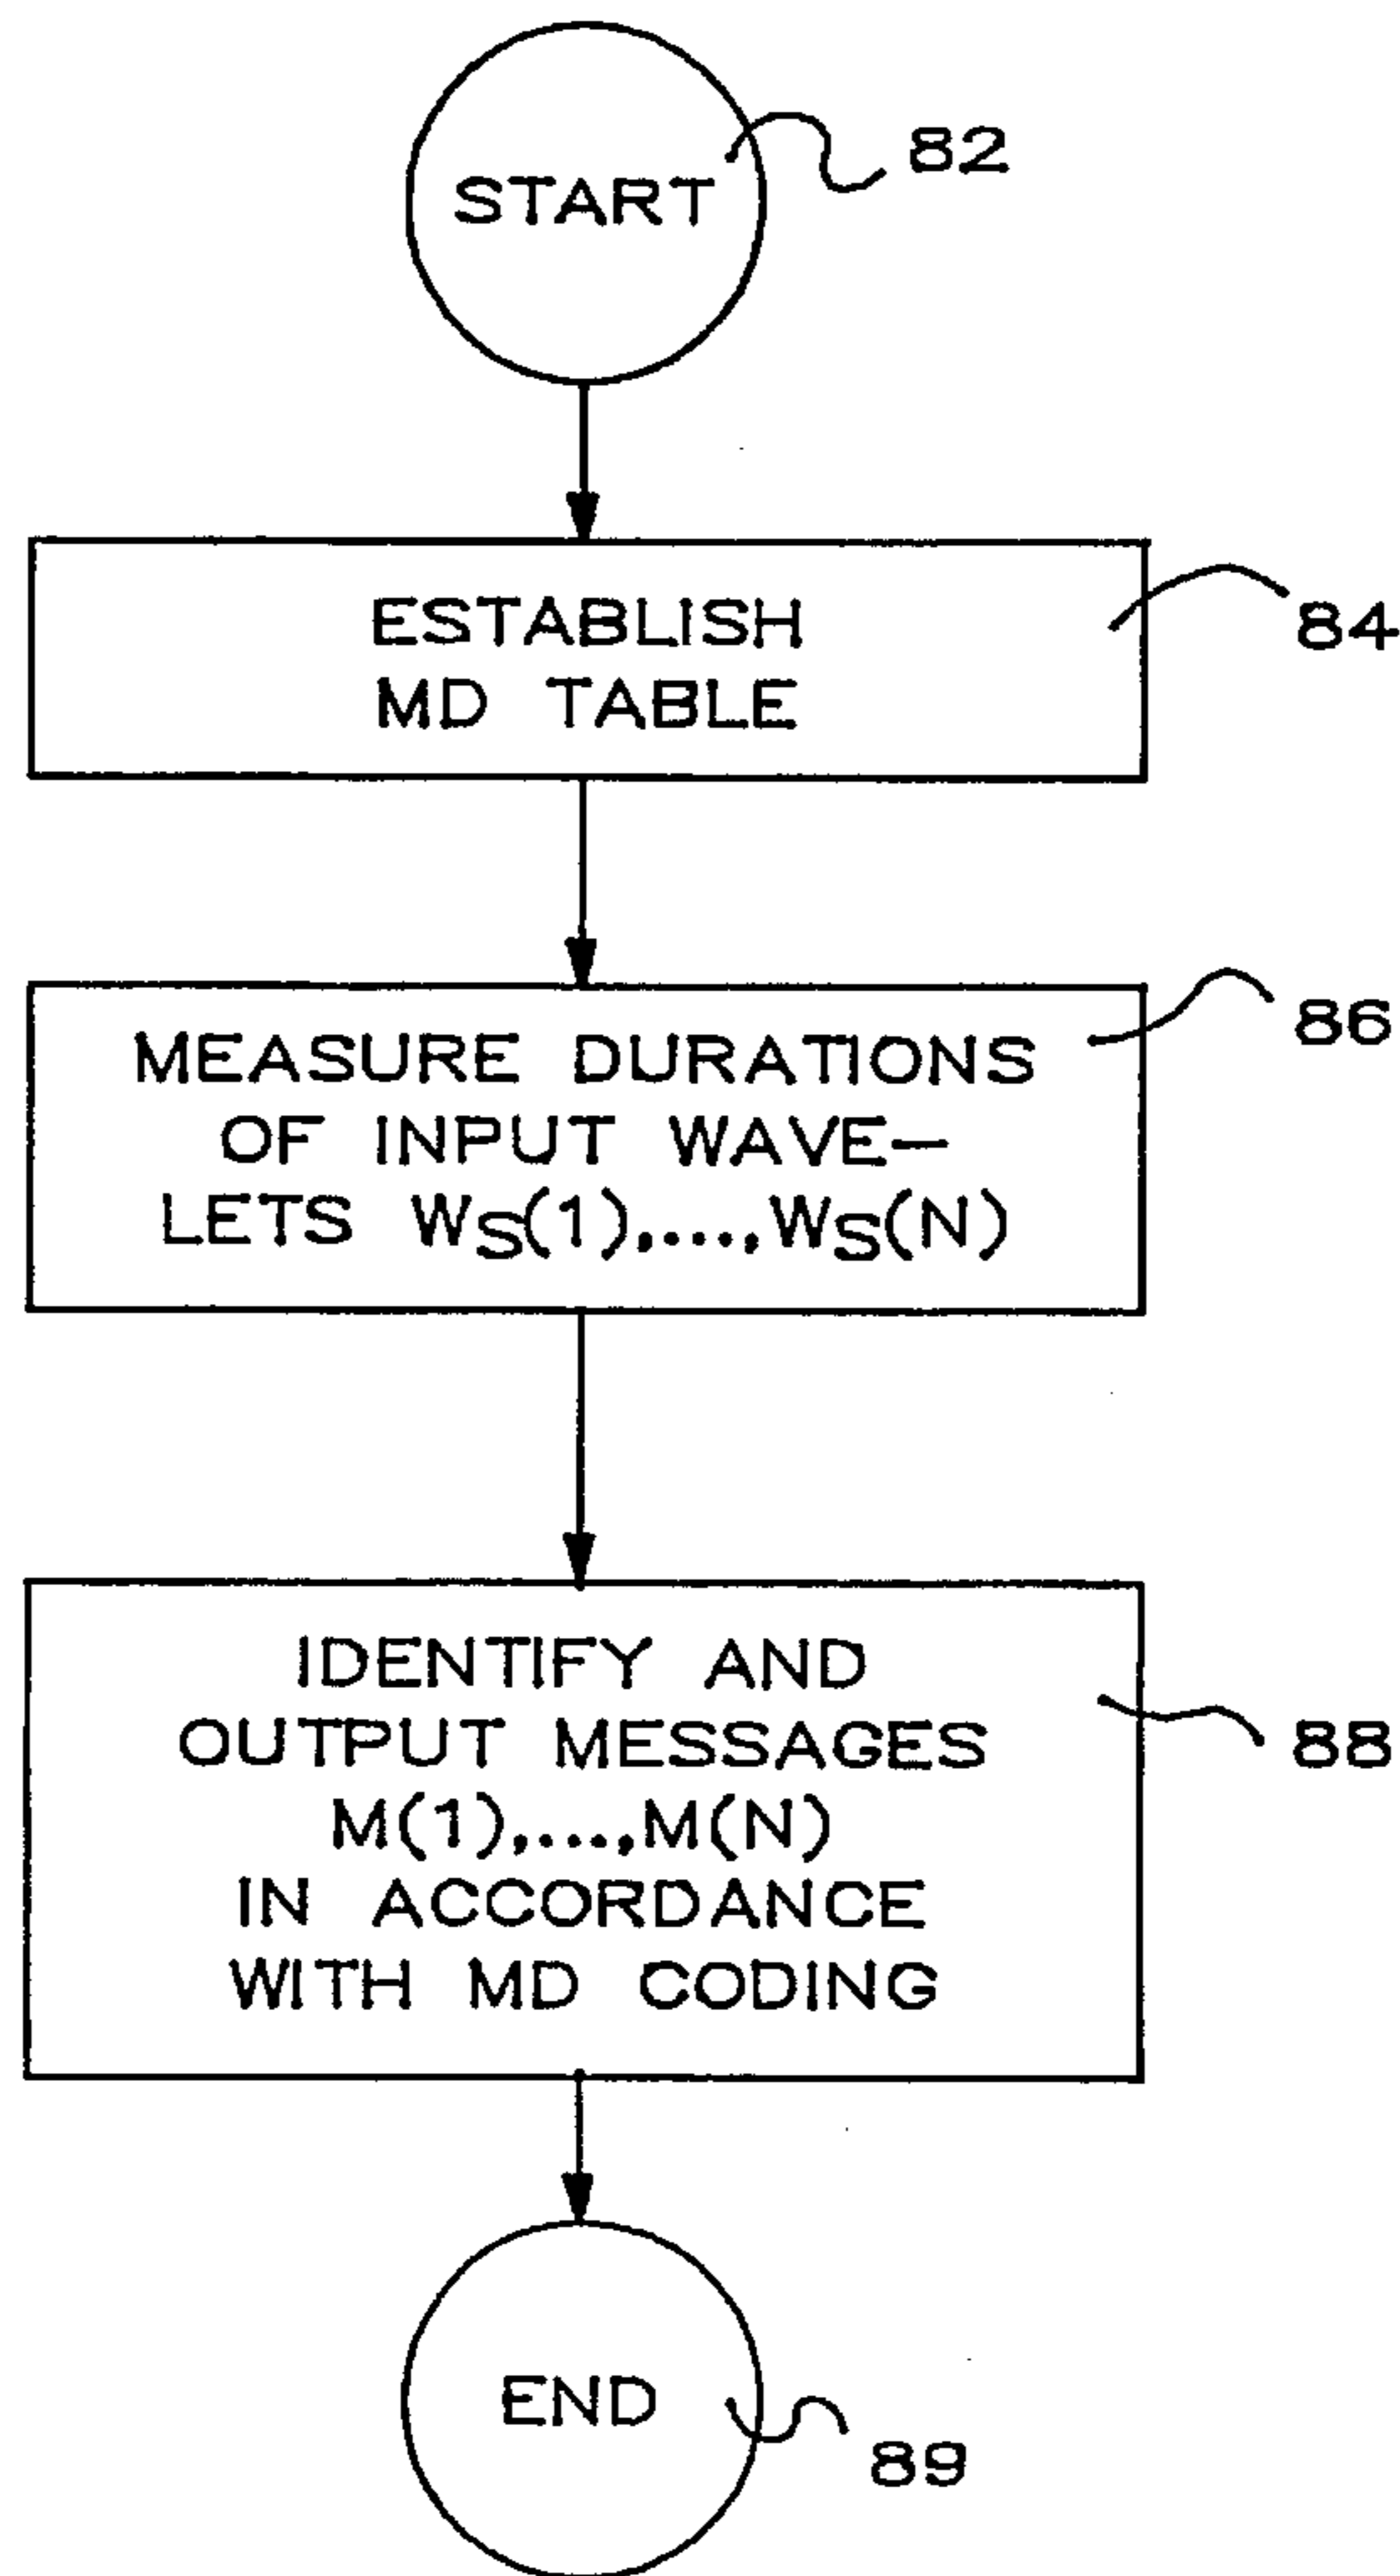 START
82
ESTABLISH
MD TABLE
84
MEASURE DURATIONS
OF INPUT WAVE-
LETS WS(1),...,WS(N)
86
IDENTIFY AND
OUTPUT MESSAGES
M(1),...,M(N)
IN ACCORDANCE
WITH MD CODING
88
END
89